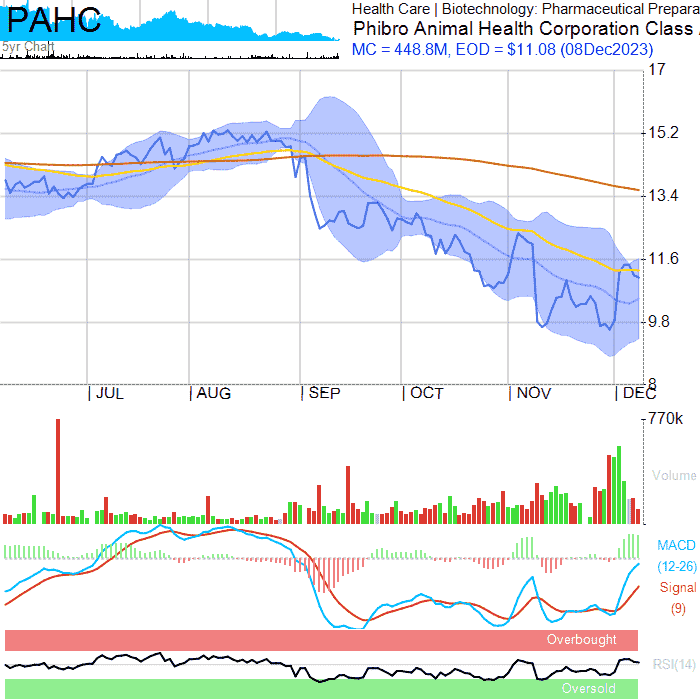 PAHC
5yr Chart
Health Care | Biotechnology: Pharmaceutical Prepara
Phibro Animal Health Corporation Class
MC = 448.8M, EOD = $11.08 (08Dec2023)
17
15.2
13.4
11.6
9.8
8
JUL AUG SEP OCT NOV DEC
770k
Volume
MACD
(12-26)
Signal
(9)
Overbought
RSI(14)
Oversold